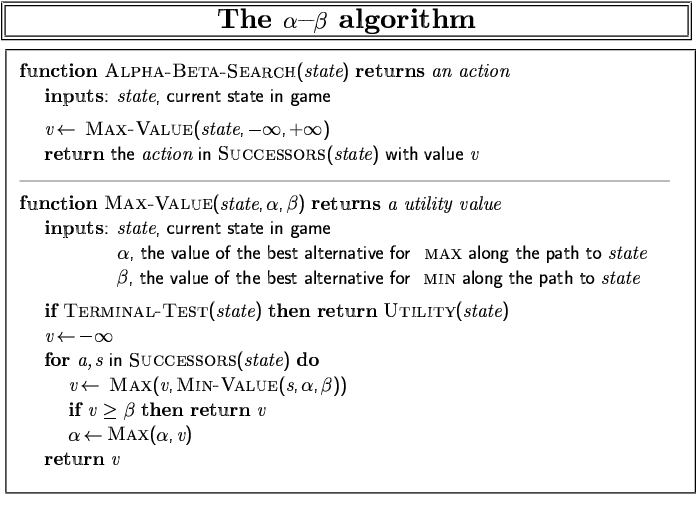 The α–β algorithm
function ALPHA-BETA-SEARCH(state) returns an action
inputs: state, current state in game
v ← MAX-VALUE(state, −∞, +∞)
return the action in SUCCESSORS(state) with value v
function MAX-VALUE(state, α, β) returns a utility value
inputs: state, current state in game
α, the value of the best alternative for MAX along the path to state
β, the value of the best alternative for MIN along the path to state
if TERMINAL-TEST(state) then return UTILITY(state)
v ← −∞
for a, s in SUCCESSORS(state) do
v ← MAX(v, MIN-VALUE(s, α, β))
if v ≥ β then return v
α ← MAX(α, v)
return v